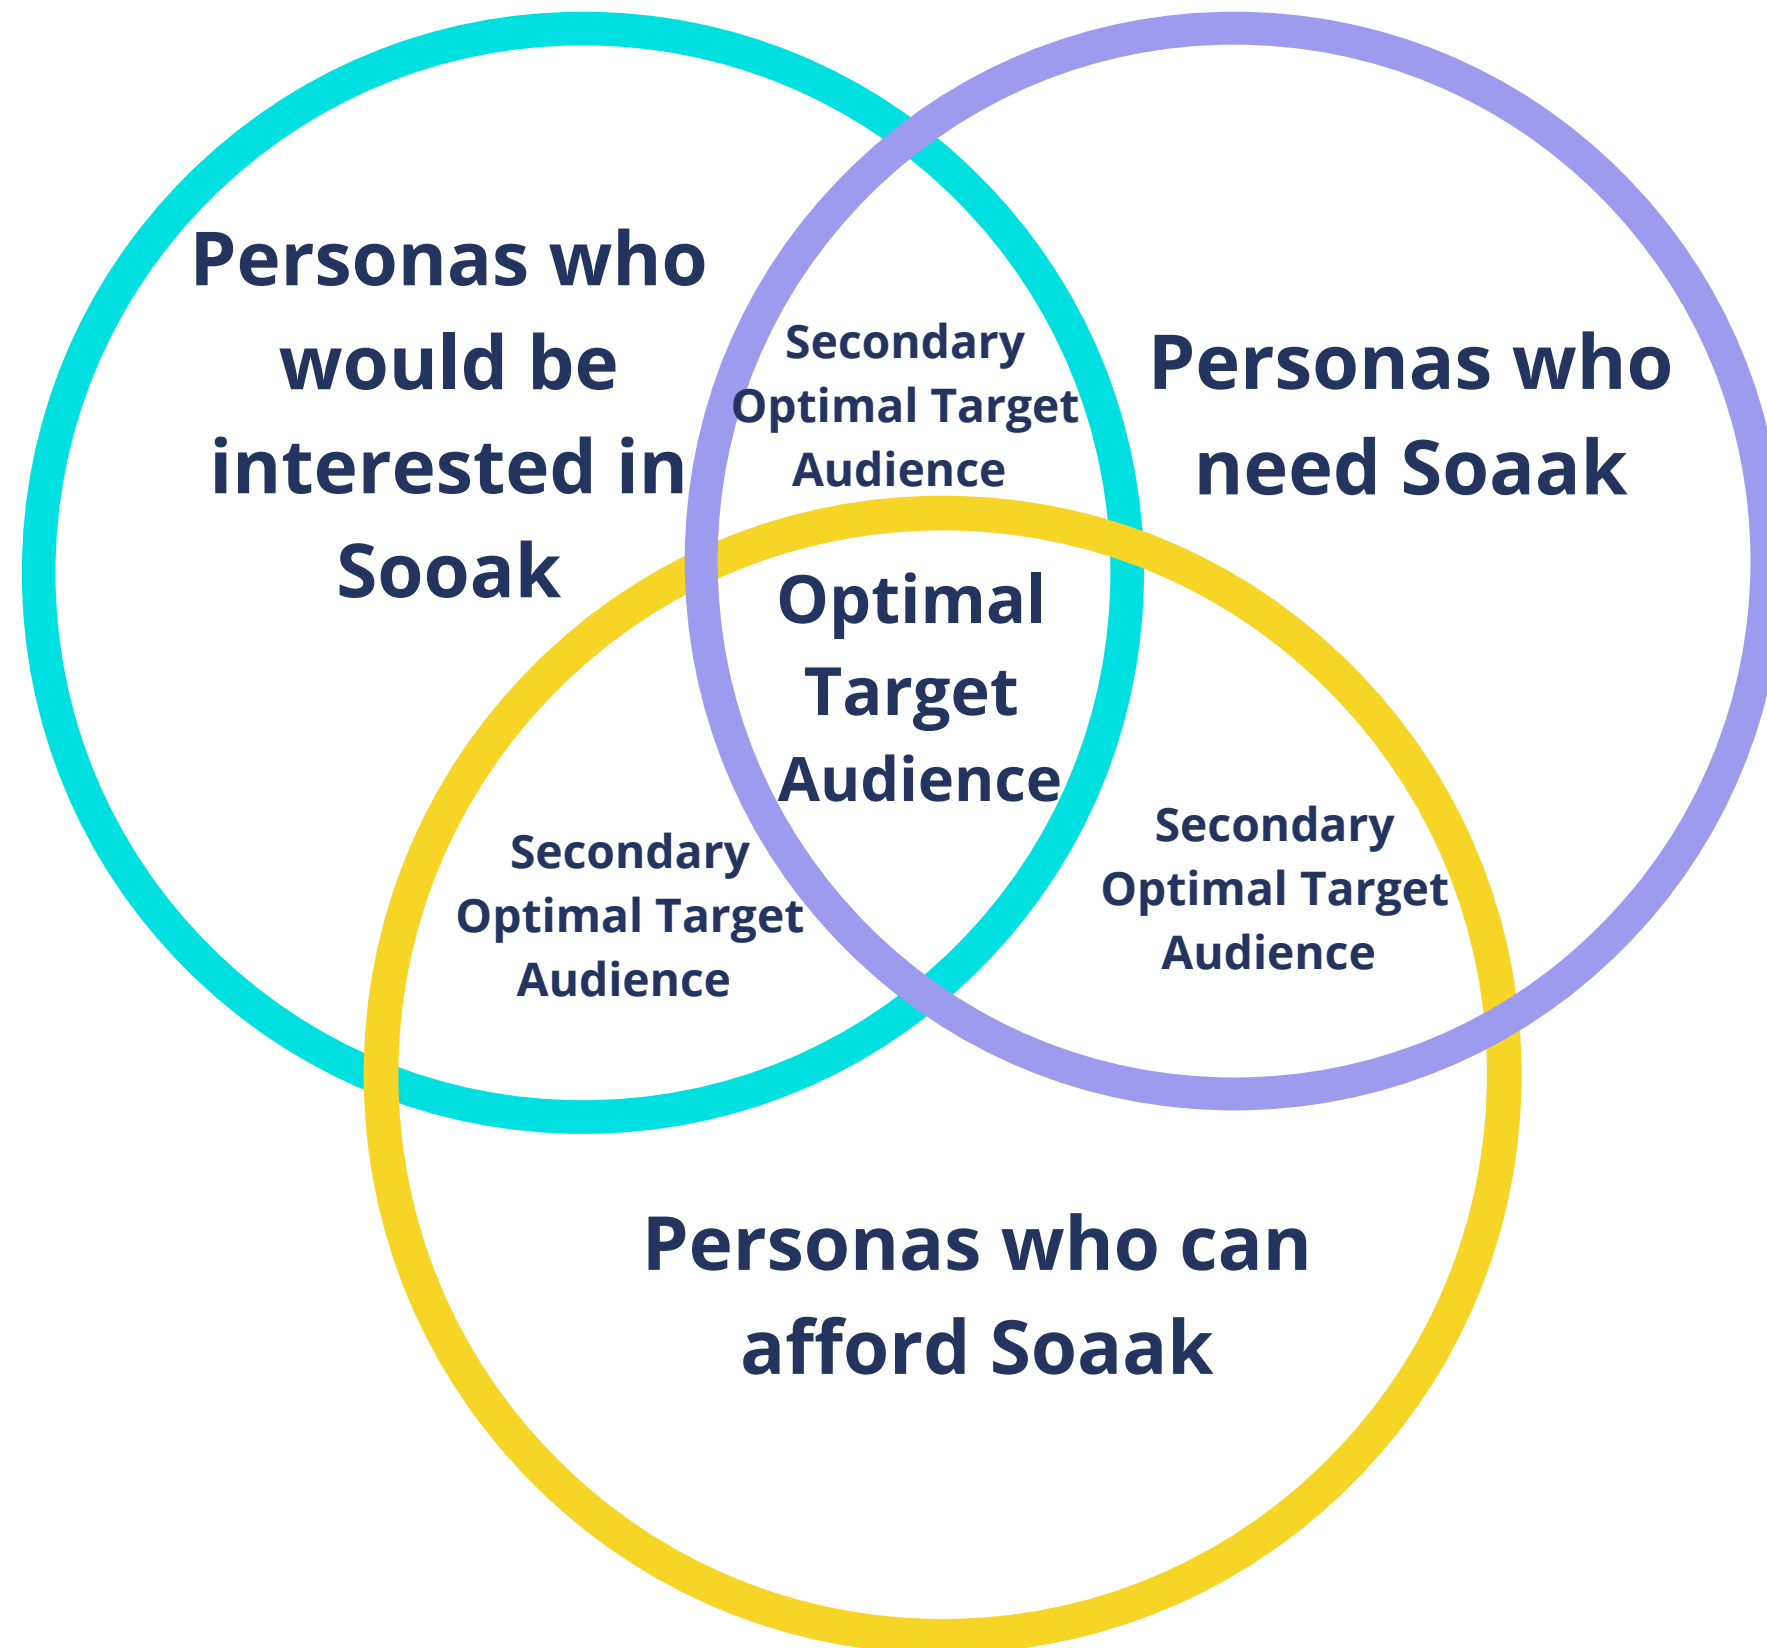 Personas who
would be
interested in
Sooak
Secondary
Optimal Target
Audience
Personas who
need Soaak
Optimal
Target
Audience
Secondary
Optimal Target
Audience
Secondary
Optimal Target
Audience
Personas who can
afford Soaak